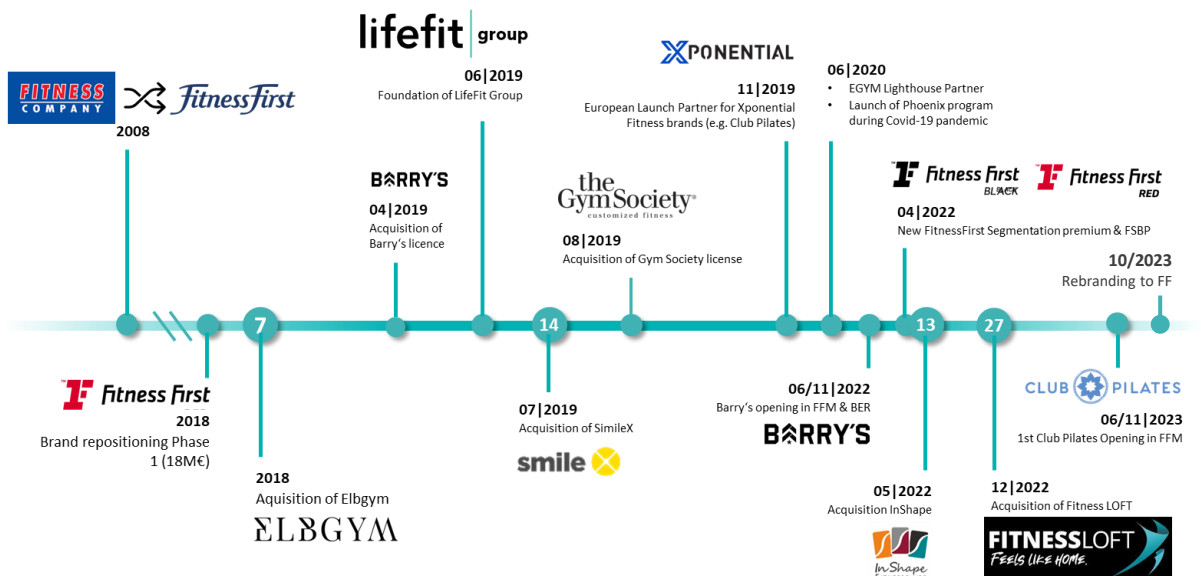 FITNESS
COMPANY
FitnessFirst
2008
lifefit group
06|2019
Foundation of LifeFit Group
BARRY'S
04|2019
Acquisition of
Barry's licence
the
GymSociety®
customized fitness
08|2019
Acquisition of Gym Society license
XPONENTIAL
11|2019
European Launch Partner for Xponential
Fitness brands (e.g. Club Pilates)
06|2020
• EGYM Lighthouse Partner
• Launch of Phoenix program
during Covid-19 pandemic
TM
Fitness First
BLACK
TM
Fitness First
RED
04|2022
New FitnessFirst Segmentation premium & FSBP
10/2023
Rebranding to FF
7
14
13
27
TM
Fitness First
2018
Brand repositioning Phase
1 (18M€)
2018
Aquisition of Elbgym
ELBGYM
07|2019
Acquisition of SimileX
smile X
06/11|2022
Barry's opening in FFM & BER
BARRY'S
05|2022
Acquisition InShape
InShape
12|2022
Acquisition of Fitness LOFT
FITNESSLOFT
FEELS LIKE HOME.
CLUB PILATES
06/11|2023
1st Club Pilates Opening in FFM